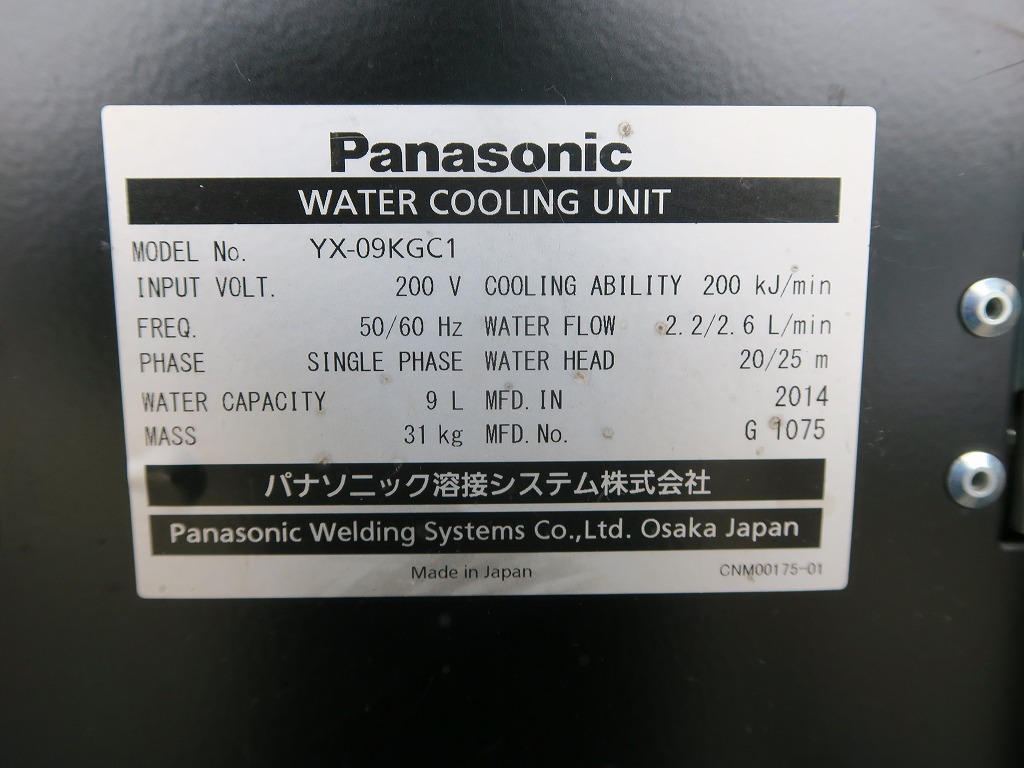 Panasonic
WATER COOLING UNIT
MODEL No. YX-09KGC1
INPUT VOLT. 200 V COOLING ABILITY 200 kJ/min
FREQ. 50/60 Hz WATER FLOW 2.2/2.6 L/min
PHASE SINGLE PHASE WATER HEAD 20/25 m
WATER CAPACITY 9 L MFD. IN 2014
MASS 31 kg MFD. No. G 1075
パナソニック溶接システム株式会社
Panasonic Welding Systems Co.,Ltd. Osaka Japan
Made in Japan CNM00175-01